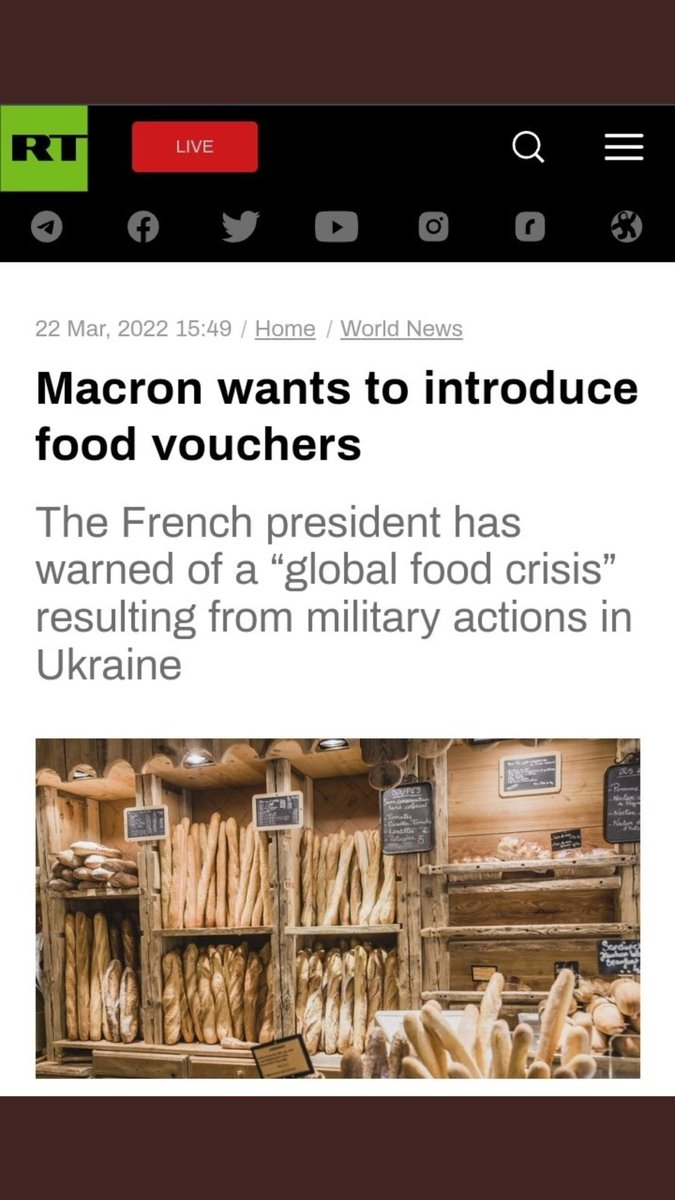 RT
LIVE
22 Mar, 2022 15:49 / Home / World News
Macron wants to introduce
food vouchers
The French president has
warned of a “global food crisis”
resulting from military actions in
Ukraine
SOUPES